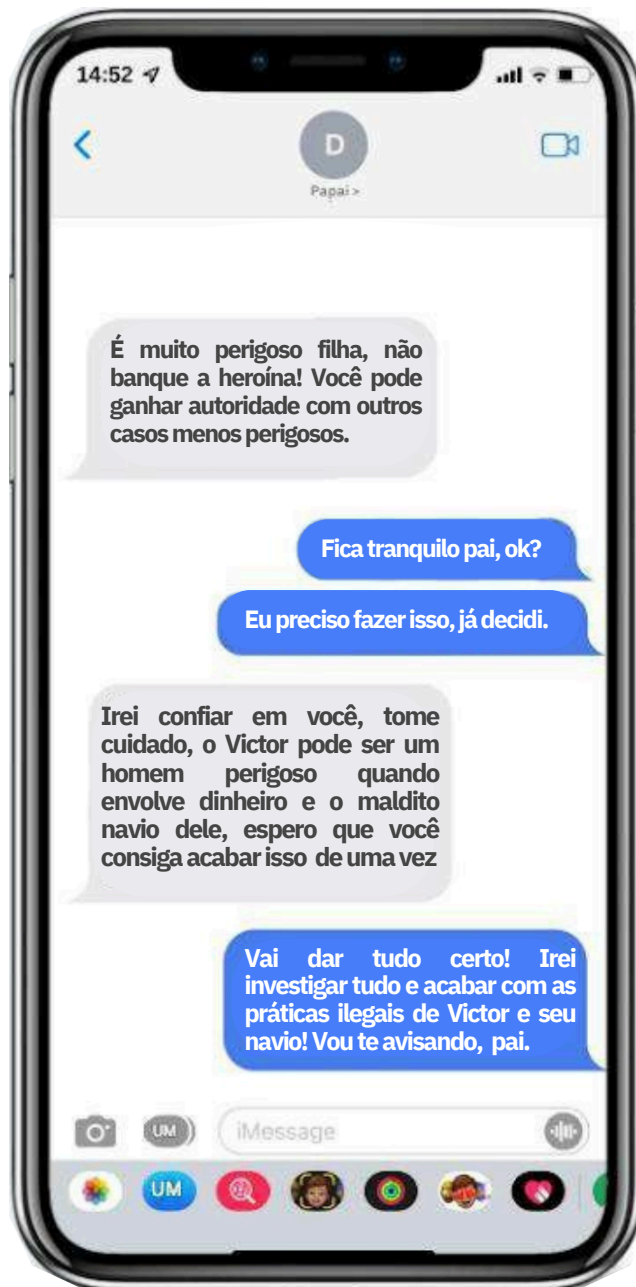 14:52
D
Papai >
É muito perigoso filha, não
banque a heroína! Você pode
ganhar autoridade com outros
casos menos perigosos.
Fica tranquilo pai, ok?
Eu preciso fazer isso, já decidi.
Irei confiar em você, tome
cuidado, o Victor pode ser um
homem perigoso quando
envolve dinheiro e o maldito
navio dele, espero que você
consiga acabar isso de uma vez
Vai dar tudo certo! Irei
investigar tudo e acabar com as
práticas ilegais de Victor e seu
navio! Vou te avisando, pai.
UM
iMessage
UM